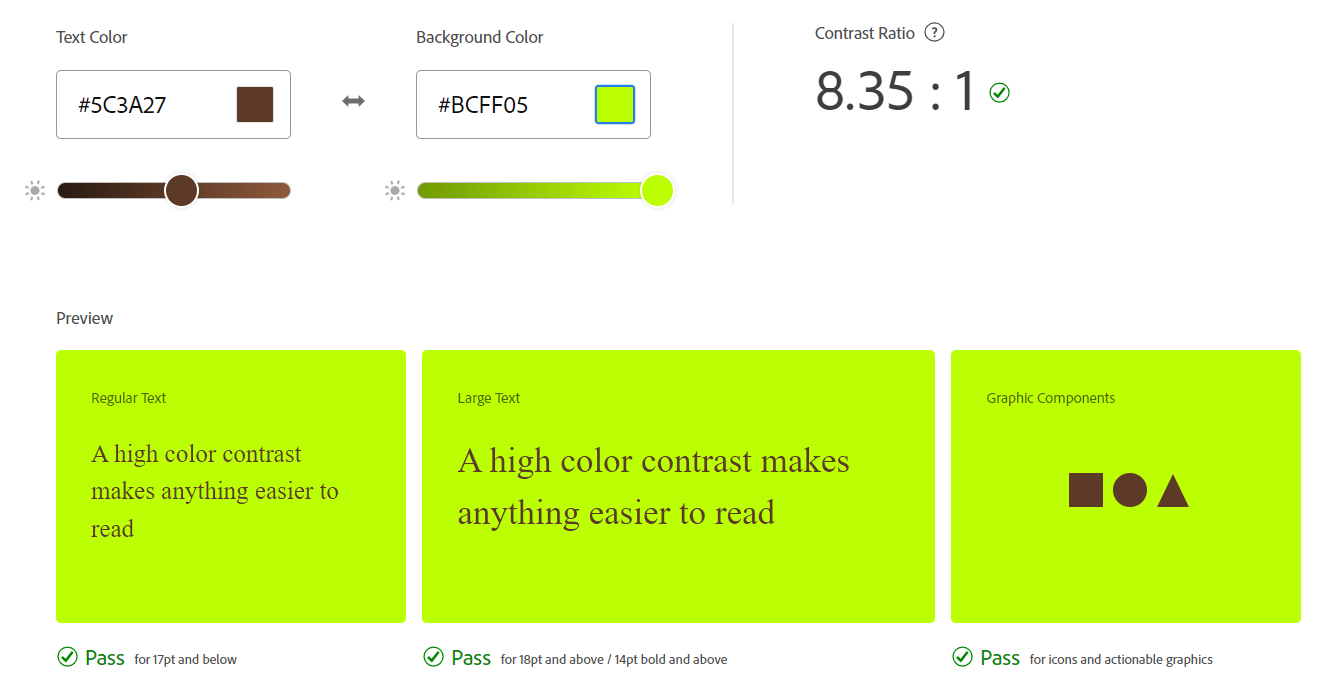 Text Color
Background Color
Contrast Ratio ?
#5C3A27
#BCFF05
8.35 : 1
Preview
Regular Text
A high color contrast
makes anything easier to
read
Large Text
A high color contrast makes
anything easier to read
Graphic Components
Pass for 17pt and below
Pass for 18pt and above / 14pt bold and above
Pass for icons and actionable graphics